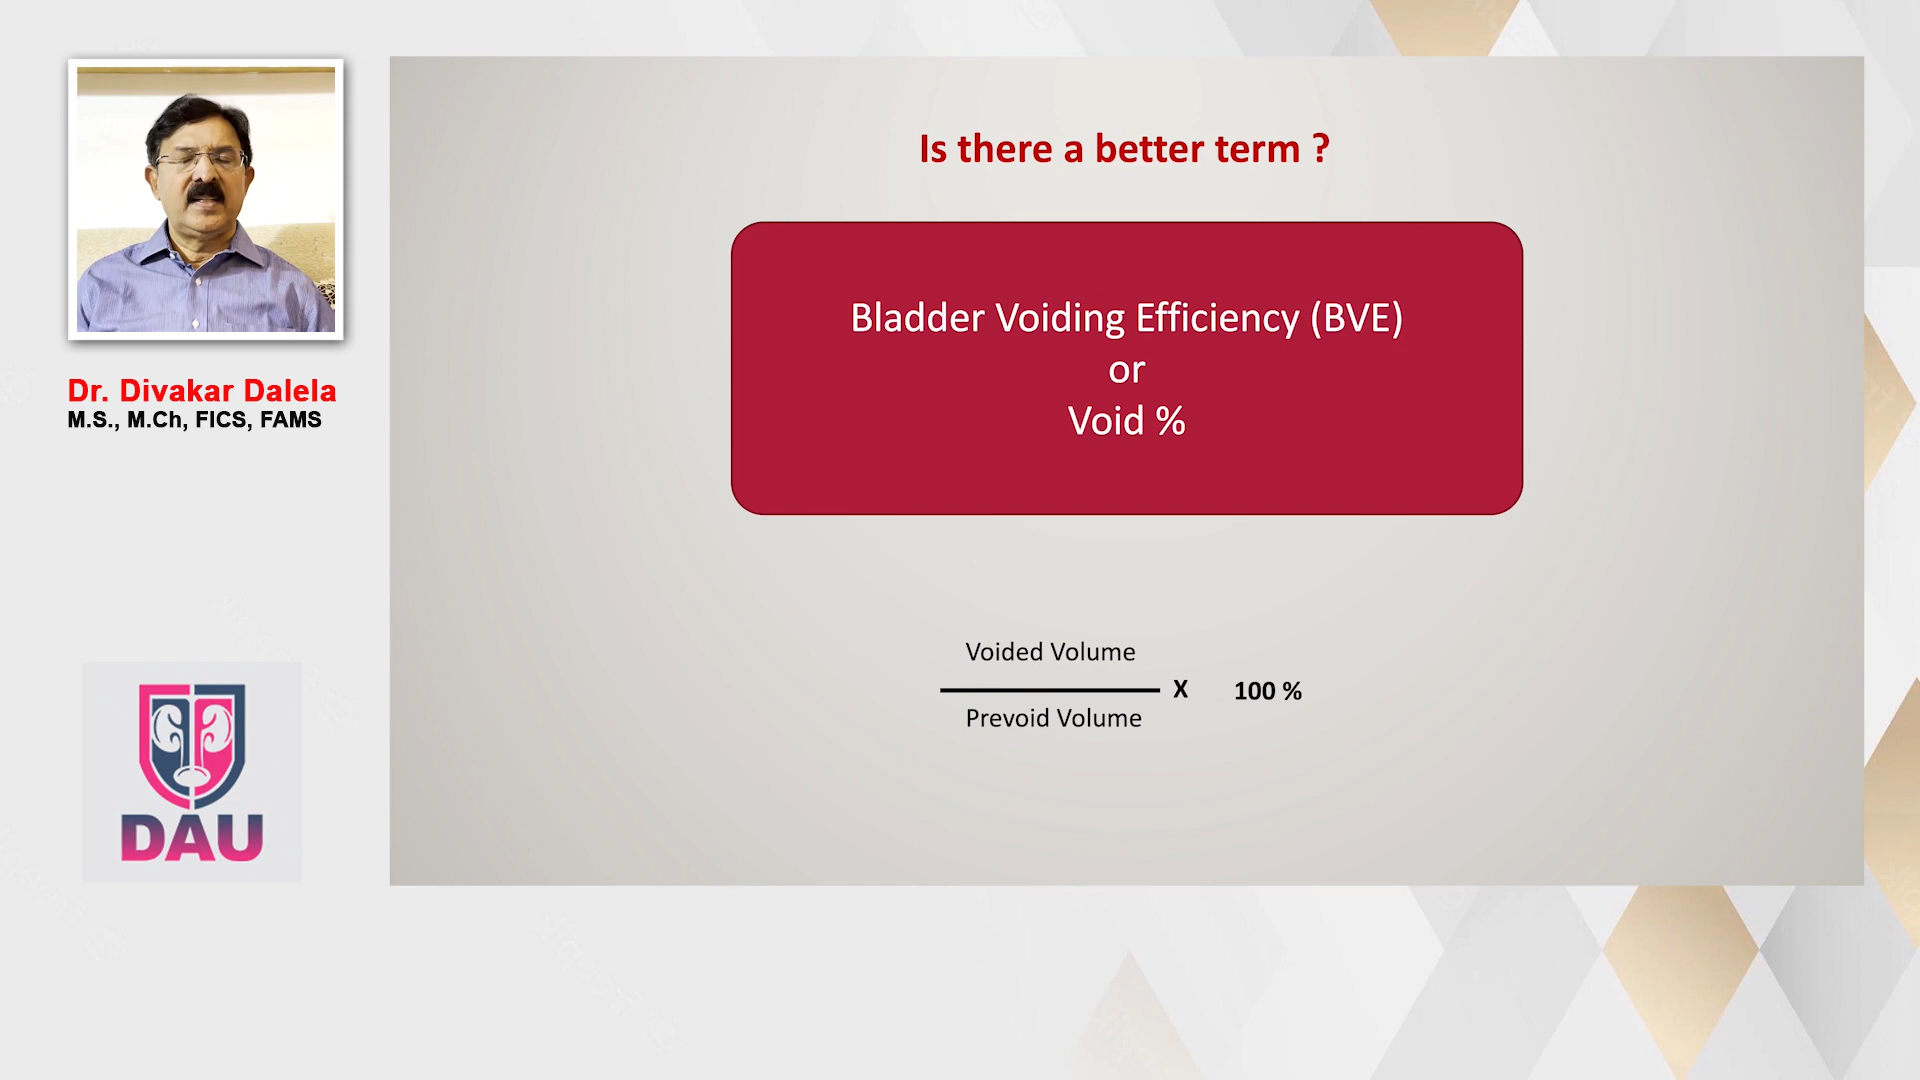 Is there a better term ?
Bladder Voiding Efficiency (BVE)
or
Void %
Voided Volume
X 100 %
Prevoid Volume
Dr. Divakar Dalela
M.S., M.Ch, FICS, FAMS
DAU